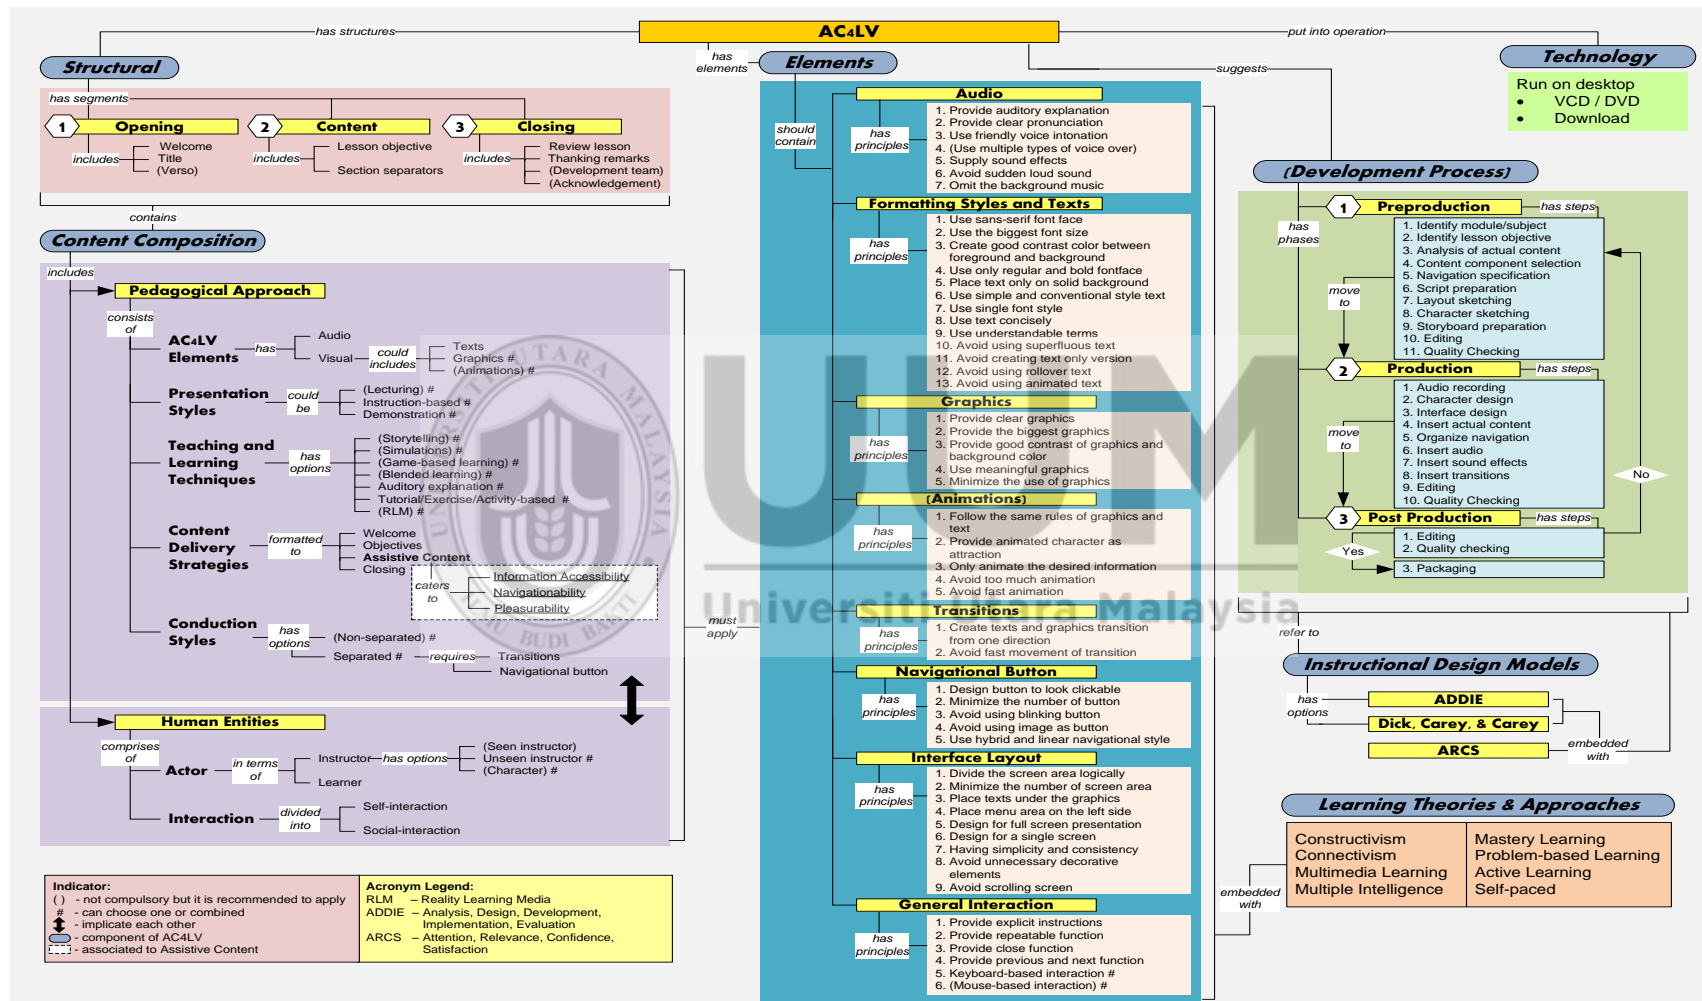 AC4LV
has structures
has
elements
put into operation
suggests
Structural
has segments
1 Opening
includes
Welcome
Title
(Verso)
2 Content
includes
Lesson objective
Section separators
3 Closing
includes
Review lesson
Thanking remarks
(Development team)
(Acknowledgement)
contains
Content Composition
includes
Pedagogical Approach
consists
of
AC4LV
Elements
has
Audio
Visual
could
includes
Texts
Graphics #
(Animations) #
Presentation
Styles
could
be
(Lecturing) #
Instruction-based #
Demonstration #
Teaching and
Learning
Techniques
has
options
(Storytelling) #
(Simulations) #
(Game-based learning) #
(Blended learning) #
Auditory explanation #
Tutorial/Exercise/Activity-based #
(RLM) #
Content
Delivery
Strategies
formatted
to
Welcome
Objectives
Assistive Content
Closing
caters
to
Information Accessibility
Navigationability
Pleasurability
Conduction
Styles
has
options
(Non-separated) #
Separated #
requires
Transitions
Navigational button
Human Entities
comprises
of
Actor
in terms
of
Instructor
has options
(Seen instructor)
Unseen instructor #
(Character) #
Learner
Interaction
divided
into
Self-interaction
Social-interaction
must
apply
Indicator:
( ) - not compulsory but it is recommended to apply
# - can choose one or combined
- implicate each other
- component of AC4LV
- associated to Assistive Content
Acronym Legend:
RLM – Reality Learning Media
ADDIE – Analysis, Design, Development,
Implementation, Evaluation
ARCS – Attention, Relevance, Confidence,
Satisfaction
Elements
should
contain
Audio
has
principles
1. Provide auditory explanation
2. Provide clear pronunciation
3. Use friendly voice intonation
4. (Use multiple types of voice over)
5. Supply sound effects
6. Avoid sudden loud sound
7. Omit the background music
Formatting Styles and Texts
has
principles
1. Use sans-serif font face
2. Use the biggest font size
3. Create good contrast color between
foreground and background
4. Use only regular and bold fontface
5. Place text only on solid background
6. Use simple and conventional style text
7. Use single font style
8. Use text concisely
9. Use understandable terms
10. Avoid using superfluous text
11. Avoid creating text only version
12. Avoid using rollover text
13. Avoid using animated text
Graphics
has
principles
1. Provide clear graphics
2. Provide the biggest graphics
3. Provide good contrast of graphics and
background color
4. Use meaningful graphics
5. Minimize the use of graphics
(Animations)
has
principles
1. Follow the same rules of graphics and
text
2. Provide animated character as
attraction
3. Only animate the desired information
4. Avoid too much animation
5. Avoid fast animation
Transitions
has
principles
1. Create texts and graphics transition
from one direction
2. Avoid fast movement of transition
Navigational Button
has
principles
1. Design button to look clickable
2. Minimize the number of button
3. Avoid using blinking button
4. Avoid using image as button
5. Use hybrid and linear navigational style
Interface Layout
has
principles
1. Divide the screen area logically
2. Minimize the number of screen area
3. Place texts under the graphics
4. Place menu area on the left side
5. Design for full screen presentation
6. Design for a single screen
7. Having simplicity and consistency
8. Avoid unnecessary decorative
elements
9. Avoid scrolling screen
General Interaction
has
principles
1. Provide explicit instructions
2. Provide repeatable function
3. Provide close function
4. Provide previous and next function
5. Keyboard-based interaction #
6. (Mouse-based interaction) #
Technology
Run on desktop
• VCD / DVD
• Download
(Development Process)
has
phases
1 Preproduction
has steps
1. Identify module/subject
2. Identify lesson objective
3. Analysis of actual content
4. Content component selection
5. Navigation specification
6. Script preparation
7. Layout sketching
8. Character sketching
9. Storyboard preparation
10. Editing
11. Quality Checking
move
to
2 Production
has steps
1. Audio recording
2. Character design
3. Interface design
4. Insert actual content
5. Organize navigation
6. Insert audio
7. Insert sound effects
8. Insert transitions
9. Editing
10. Quality Checking
move
to
No
3 Post Production
has steps
1. Editing
2. Quality checking
Yes
3. Packaging
refer to
Instructional Design Models
has
options
ADDIE
Dick, Carey, & Carey
ARCS
embedded
with
Learning Theories & Approaches
Constructivism
Connectivism
Multimedia Learning
Multiple Intelligence
Mastery Learning
Problem-based Learning
Active Learning
Self-paced
embedded
with
UUM
Universiti Utara Malaysia
UNIVERSITI UTARA MALAYSIA
ILMU BUDI BAKTI